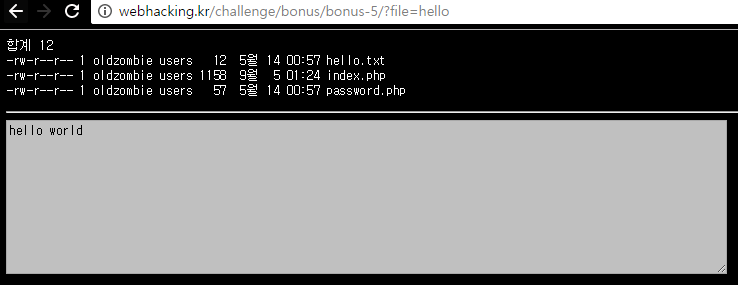 webhacking.kr/challenge/bonus/bonus-5/?file=hello
합계 12
-rw-r--r-- 1 oldzombie users 12 5월 14 00:57 hello.txt
-rw-r--r-- 1 oldzombie users 1158 9월 5 01:24 index.php
-rw-r--r-- 1 oldzombie users 57 5월 14 00:57 password.php
hello world